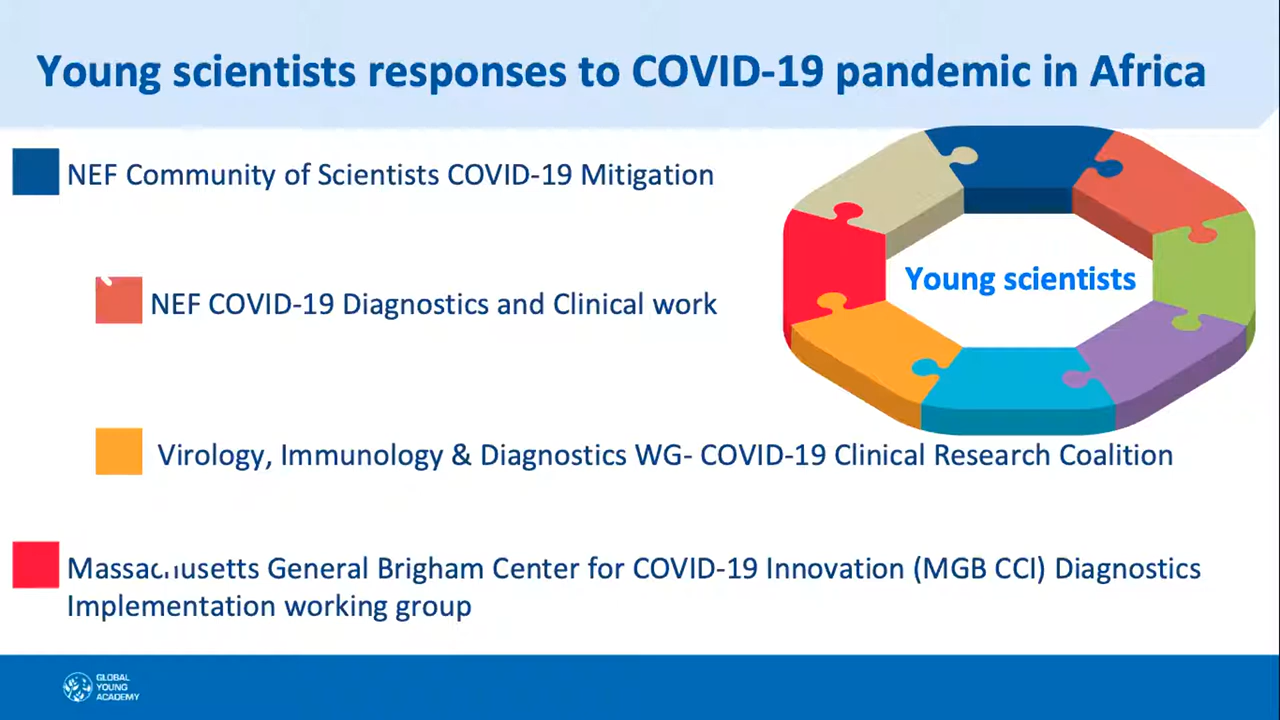 Young scientists responses to COVID-19 pandemic in Africa
NEF Community of Scientists COVID-19 Mitigation
Young scientists
NEF COVID-19 Diagnostics and Clinical work
Virology, Immunology & Diagnostics WG- COVID-19 Clinical Research Coalition
Massachusetts General Brigham Center for COVID-19 Innovation (MGB CCI) Diagnostics
Implementation working group
GLOBAL
YOUNG
ACADEMY